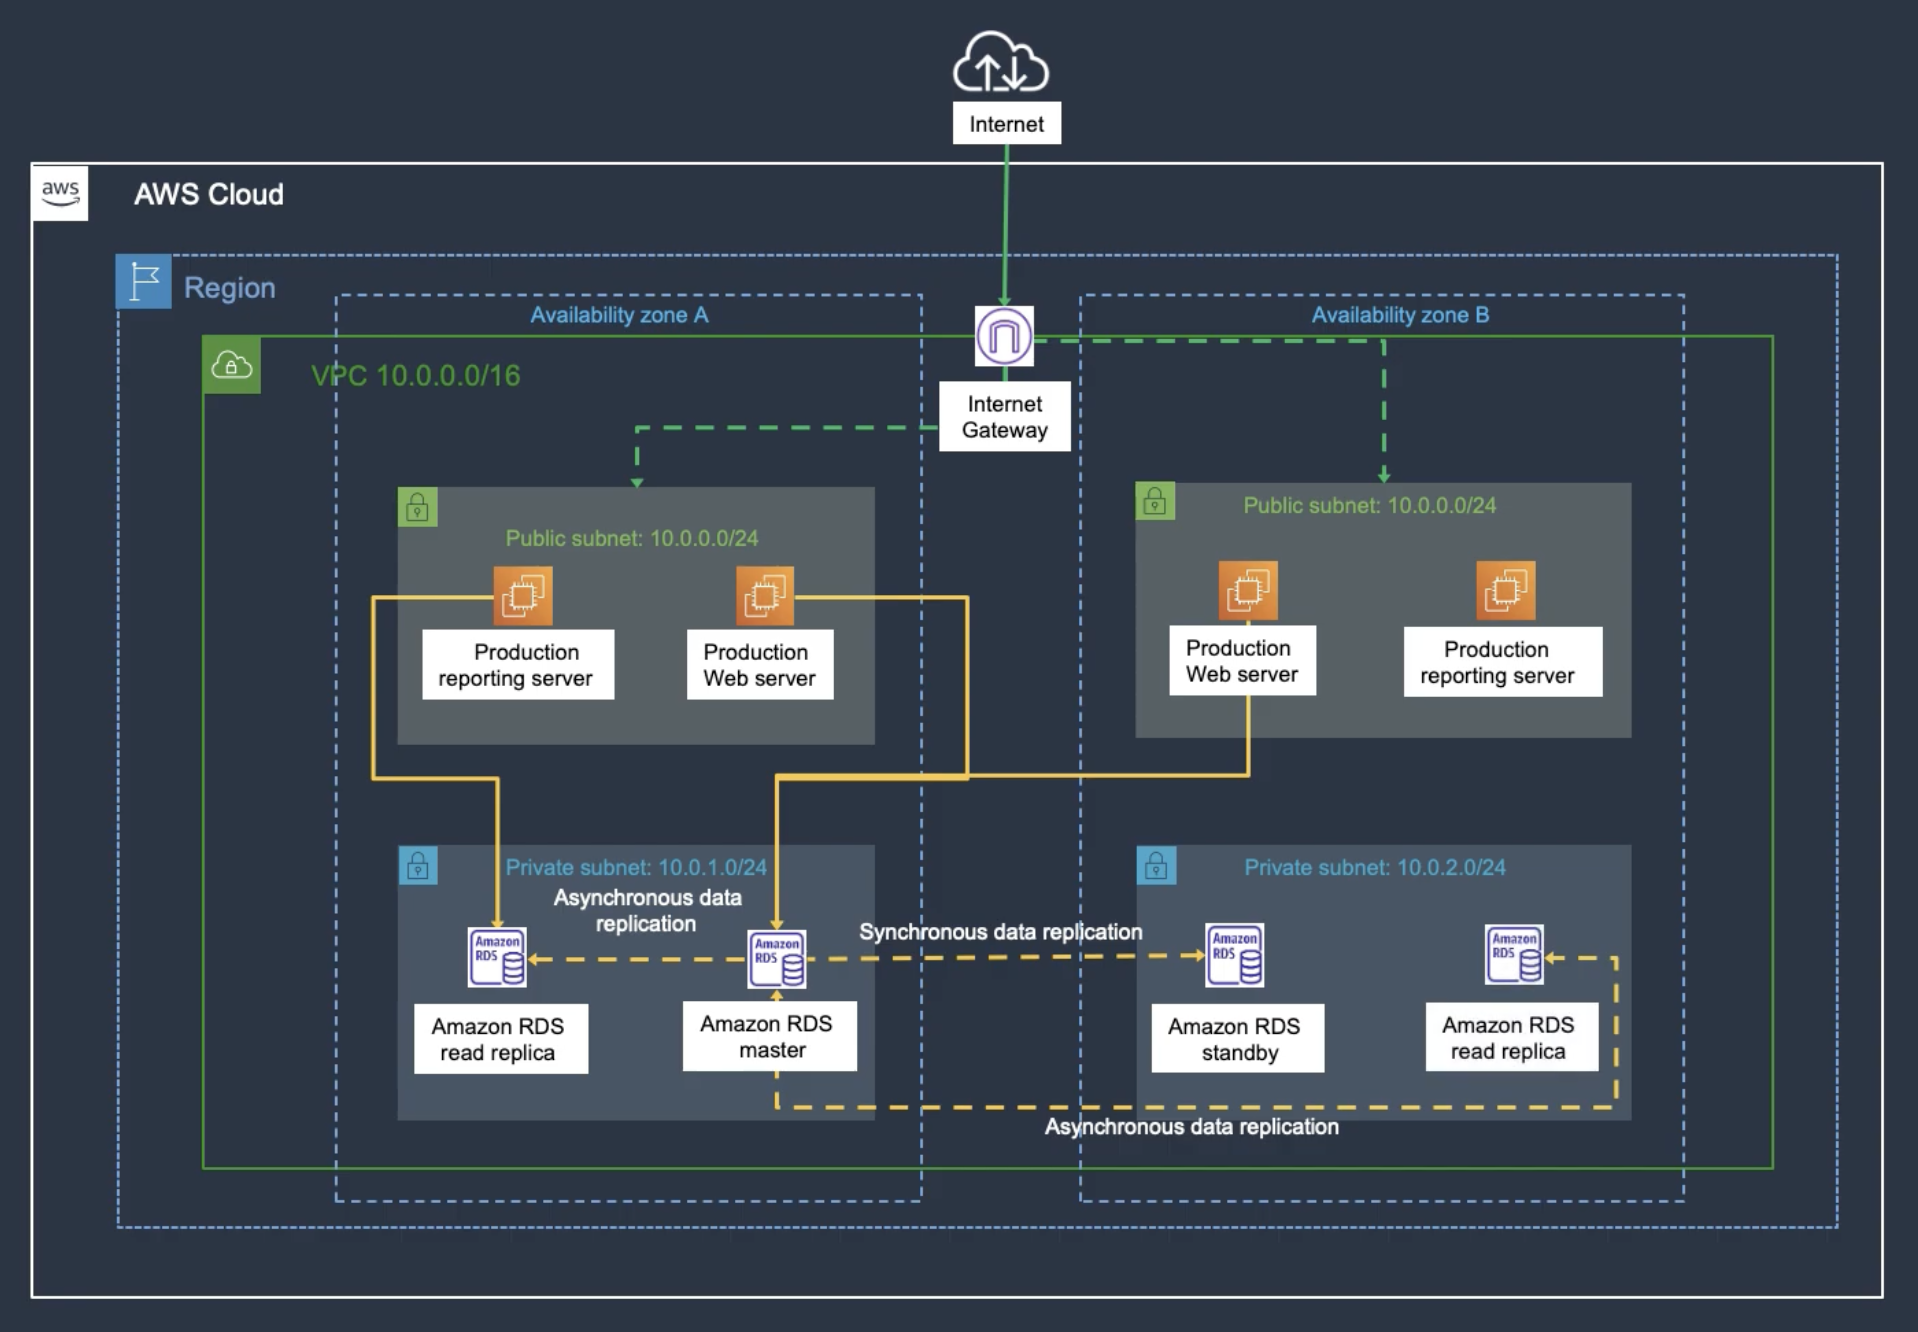 Internet
aws
AWS Cloud
Region
Availability zone A
Availability zone B
VPC 10.0.0.0/16
Internet
Gateway
Public subnet: 10.0.0.0/24
Production
reporting server
Production
Web server
Public subnet: 10.0.0.0/24
Production
Web server
Production
reporting server
Private subnet: 10.0.1.0/24
Asynchronous data
replication
Amazon
RDS
Amazon RDS
read replica
Amazon
RDS
Amazon RDS
master
Synchronous data replication
Private subnet: 10.0.2.0/24
Amazon
RDS
Amazon RDS
standby
Amazon
RDS
Amazon RDS
read replica
Asynchronous data replication